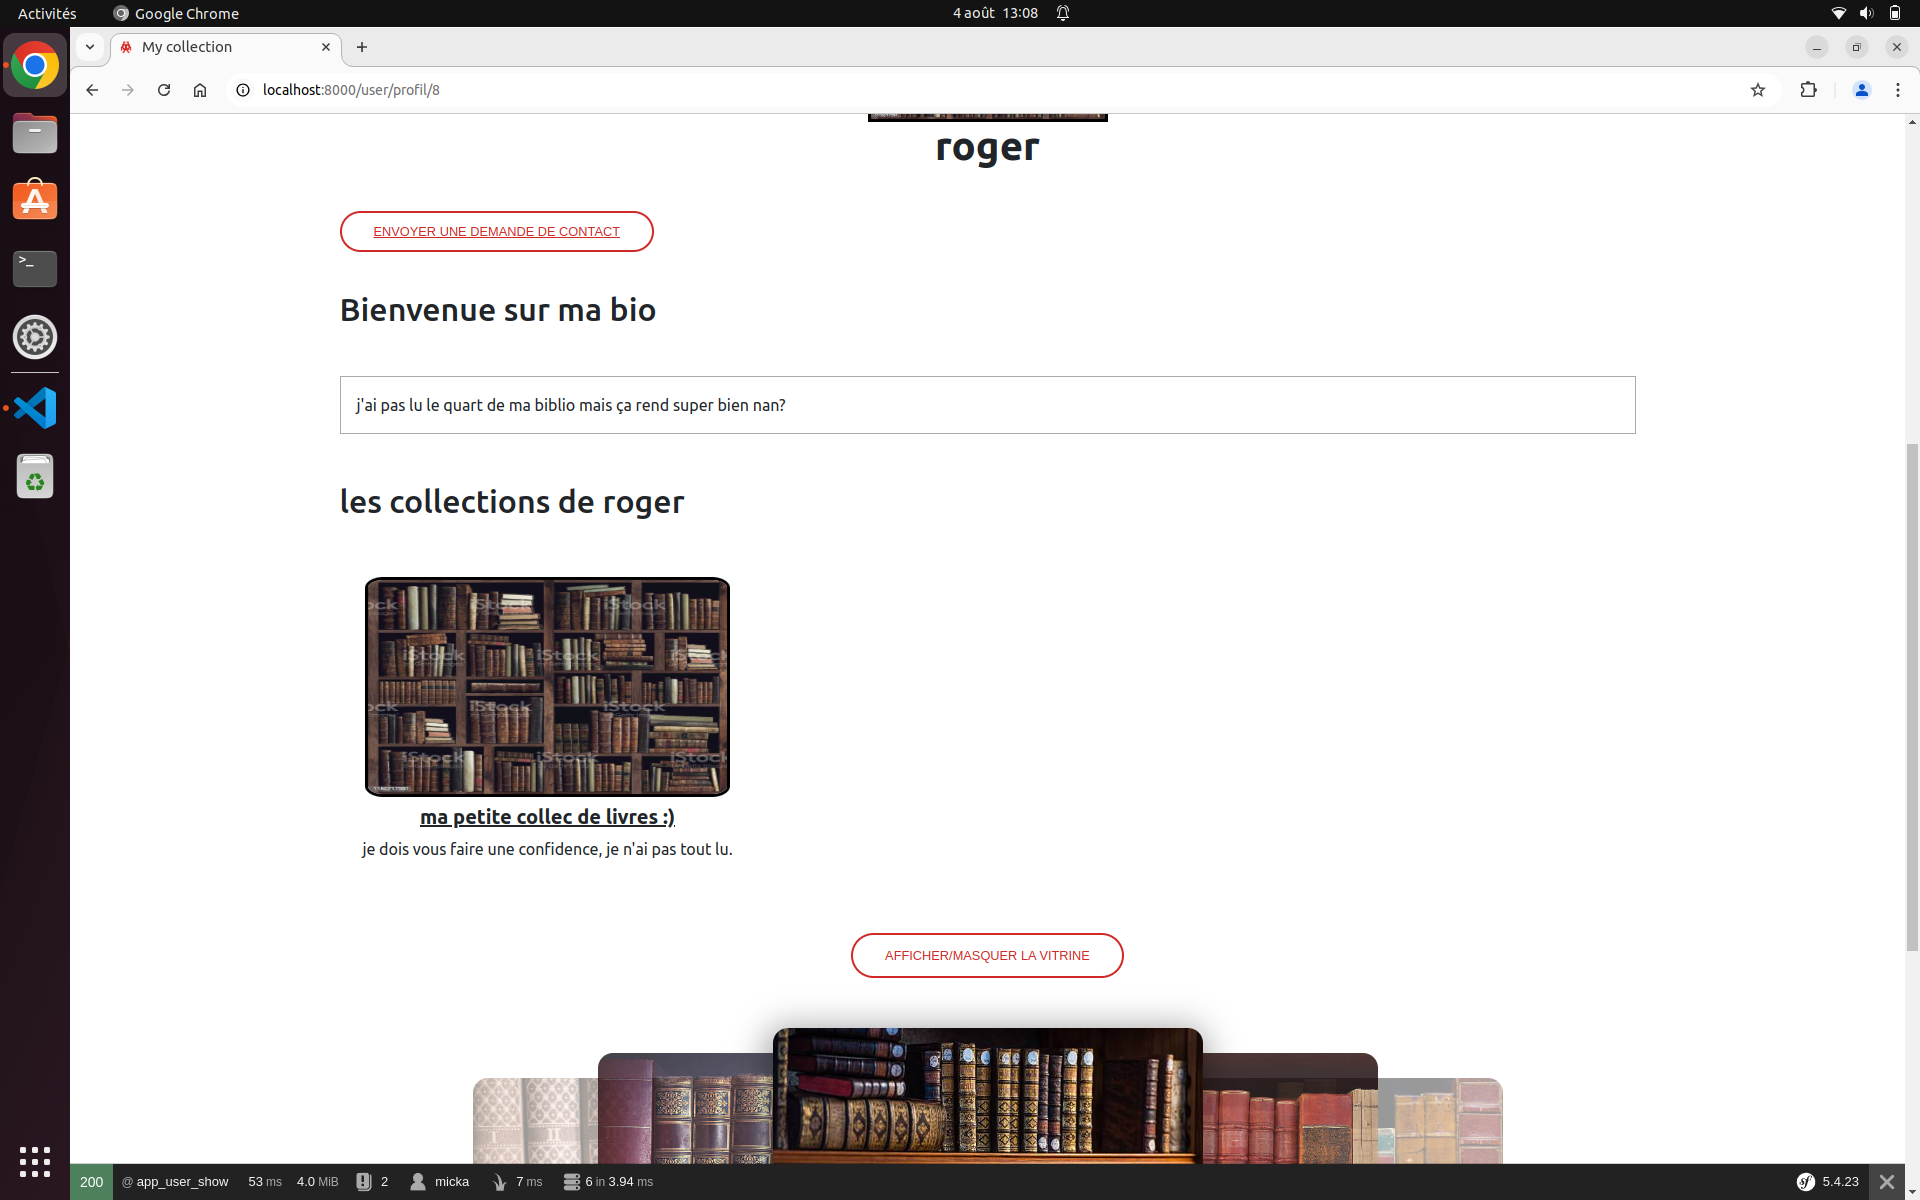 Activités
Google Chrome
4 août 13:08
My collection
localhost:8000/user/profil/8
roger
ENVOYER UNE DEMANDE DE CONTACT
Bienvenue sur ma bio
j'ai pas lu le quart de ma biblio mais ça rend super bien nan?
les collections de roger
iStock
ma petite collec de livres :)
je dois vous faire une confidence, je n'ai pas tout lu.
AFFICHER/MASQUER LA VITRINE
200 @ app_user_show 53 ms 4.0 MiB 2 micka 7 ms 6 in 3.94 ms sf 5.4.23